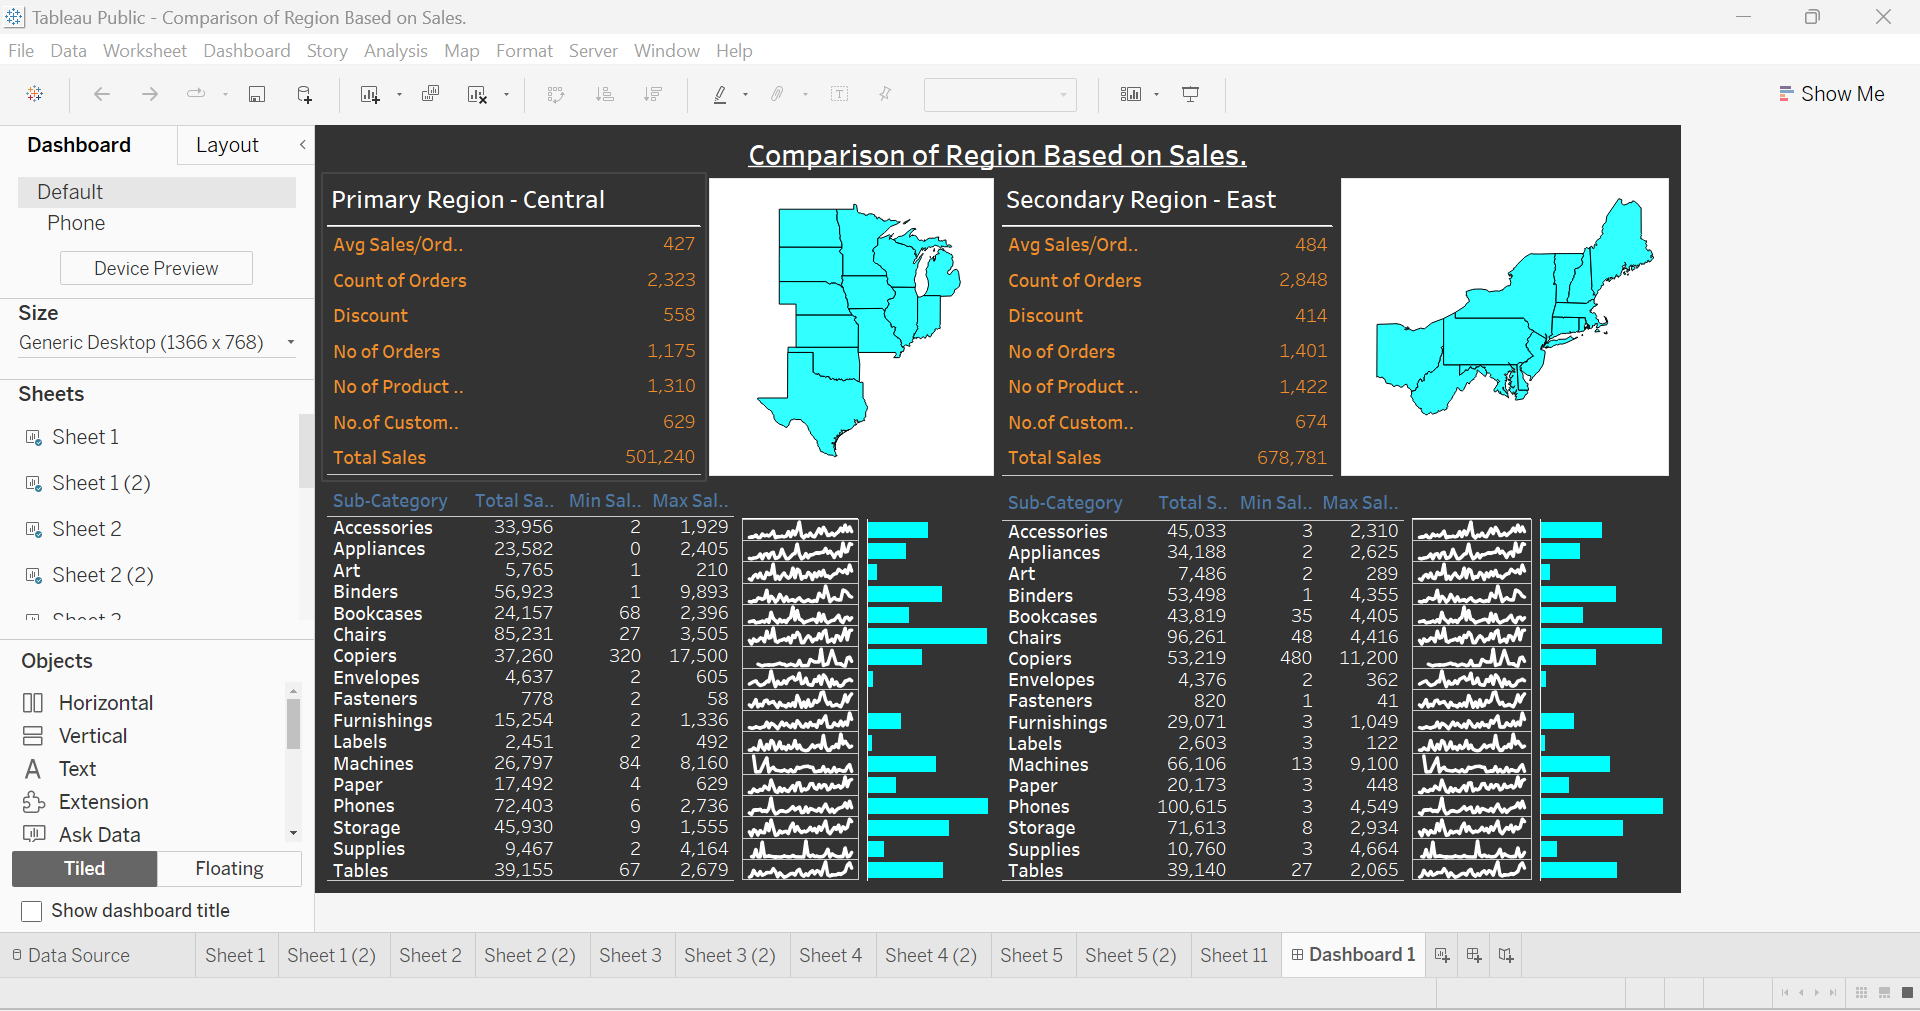 Tableau Public - Comparison of Region Based on Sales.
File Data Worksheet Dashboard Story Analysis Map Format Server Window Help
Show Me
Dashboard Layout
Default
Phone
Device Preview
Size
Generic Desktop (1366 x 768)
Sheets
Sheet 1
Sheet 1 (2)
Sheet 2
Sheet 2 (2)
Objects
Horizontal
Vertical
Text
Extension
Ask Data
Tiled Floating
Show dashboard title
Comparison of Region Based on Sales.
Primary Region - Central
Avg Sales/Ord.. 427
Count of Orders 2,323
Discount 558
No of Orders 1,175
No of Product .. 1,310
No.of Custom.. 629
Total Sales 501,240
Secondary Region - East
Avg Sales/Ord.. 484
Count of Orders 2,848
Discount 414
No of Orders 1,401
No of Product .. 1,422
No.of Custom.. 674
Total Sales 678,781
Sub-Category Total Sa.. Min Sal.. Max Sal..
Accessories 33,956 2 1,929
Appliances 23,582 0 2,405
Art 5,765 1 210
Binders 56,923 1 9,893
Bookcases 24,157 68 2,396
Chairs 85,231 27 3,505
Copiers 37,260 320 17,500
Envelopes 4,637 2 605
Fasteners 778 2 58
Furnishings 15,254 2 1,336
Labels 2,451 2 492
Machines 26,797 84 8,160
Paper 17,492 4 629
Phones 72,403 6 2,736
Storage 45,930 9 1,555
Supplies 9,467 2 4,164
Tables 39,155 67 2,679
Sub-Category Total S.. Min Sal.. Max Sal..
Accessories 45,033 3 2,310
Appliances 34,188 2 2,625
Art 7,486 2 289
Binders 53,498 1 4,355
Bookcases 43,819 35 4,405
Chairs 96,261 48 4,416
Copiers 53,219 480 11,200
Envelopes 4,376 2 362
Fasteners 820 1 41
Furnishings 29,071 3 1,049
Labels 2,603 3 122
Machines 66,106 13 9,100
Paper 20,173 3 448
Phones 100,615 3 4,549
Storage 71,613 8 2,934
Supplies 10,760 3 4,664
Tables 39,140 27 2,065
Data Source Sheet 1 Sheet 1 (2) Sheet 2 Sheet 2 (2) Sheet 3 Sheet 3 (2) Sheet 4 Sheet 4 (2) Sheet 5 Sheet 5 (2) Sheet 11 Dashboard 1